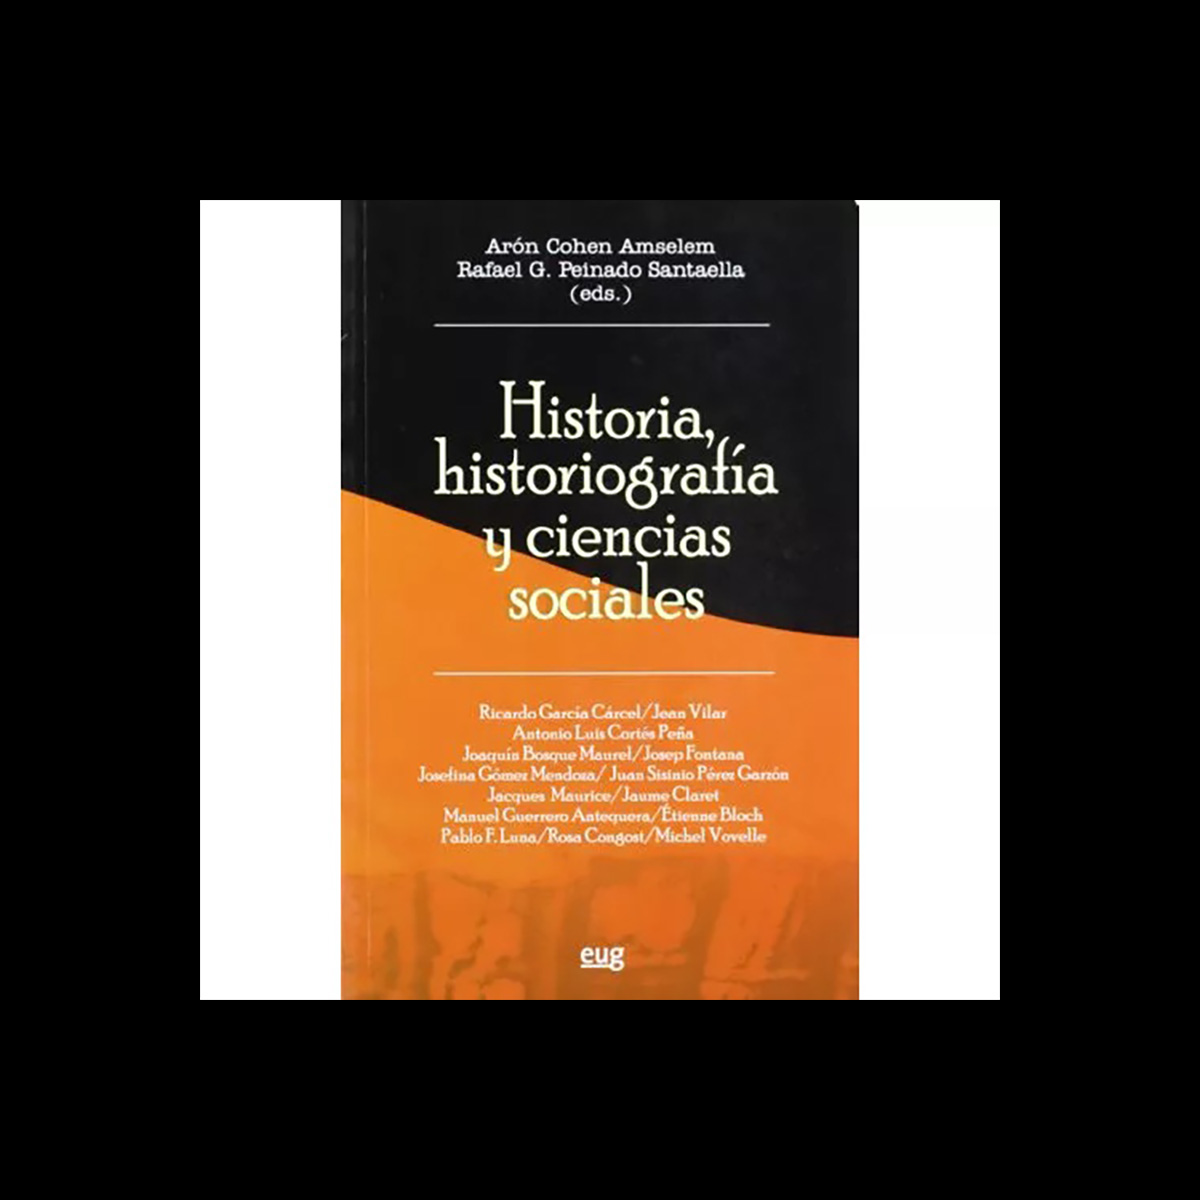 Arón Cohen Amselem
Rafael G. Peinado Santaella
(eds.)
Historia,
historiografía
y ciencias
sociales
Ricardo García Cárcel/Jean Vilar
Antonio Luis Cortés Peña
Joaquín Bosque Maurel/Josep Fontana
Josefina Gómez Mendoza/ Juan Sisinio Pérez Garzón
Jacques Maurice/Jaume Claret
Manuel Guerrero Antequera/Étienne Bloch
Pablo F. Luna/Rosa Congost/Michel Vovelle
eug